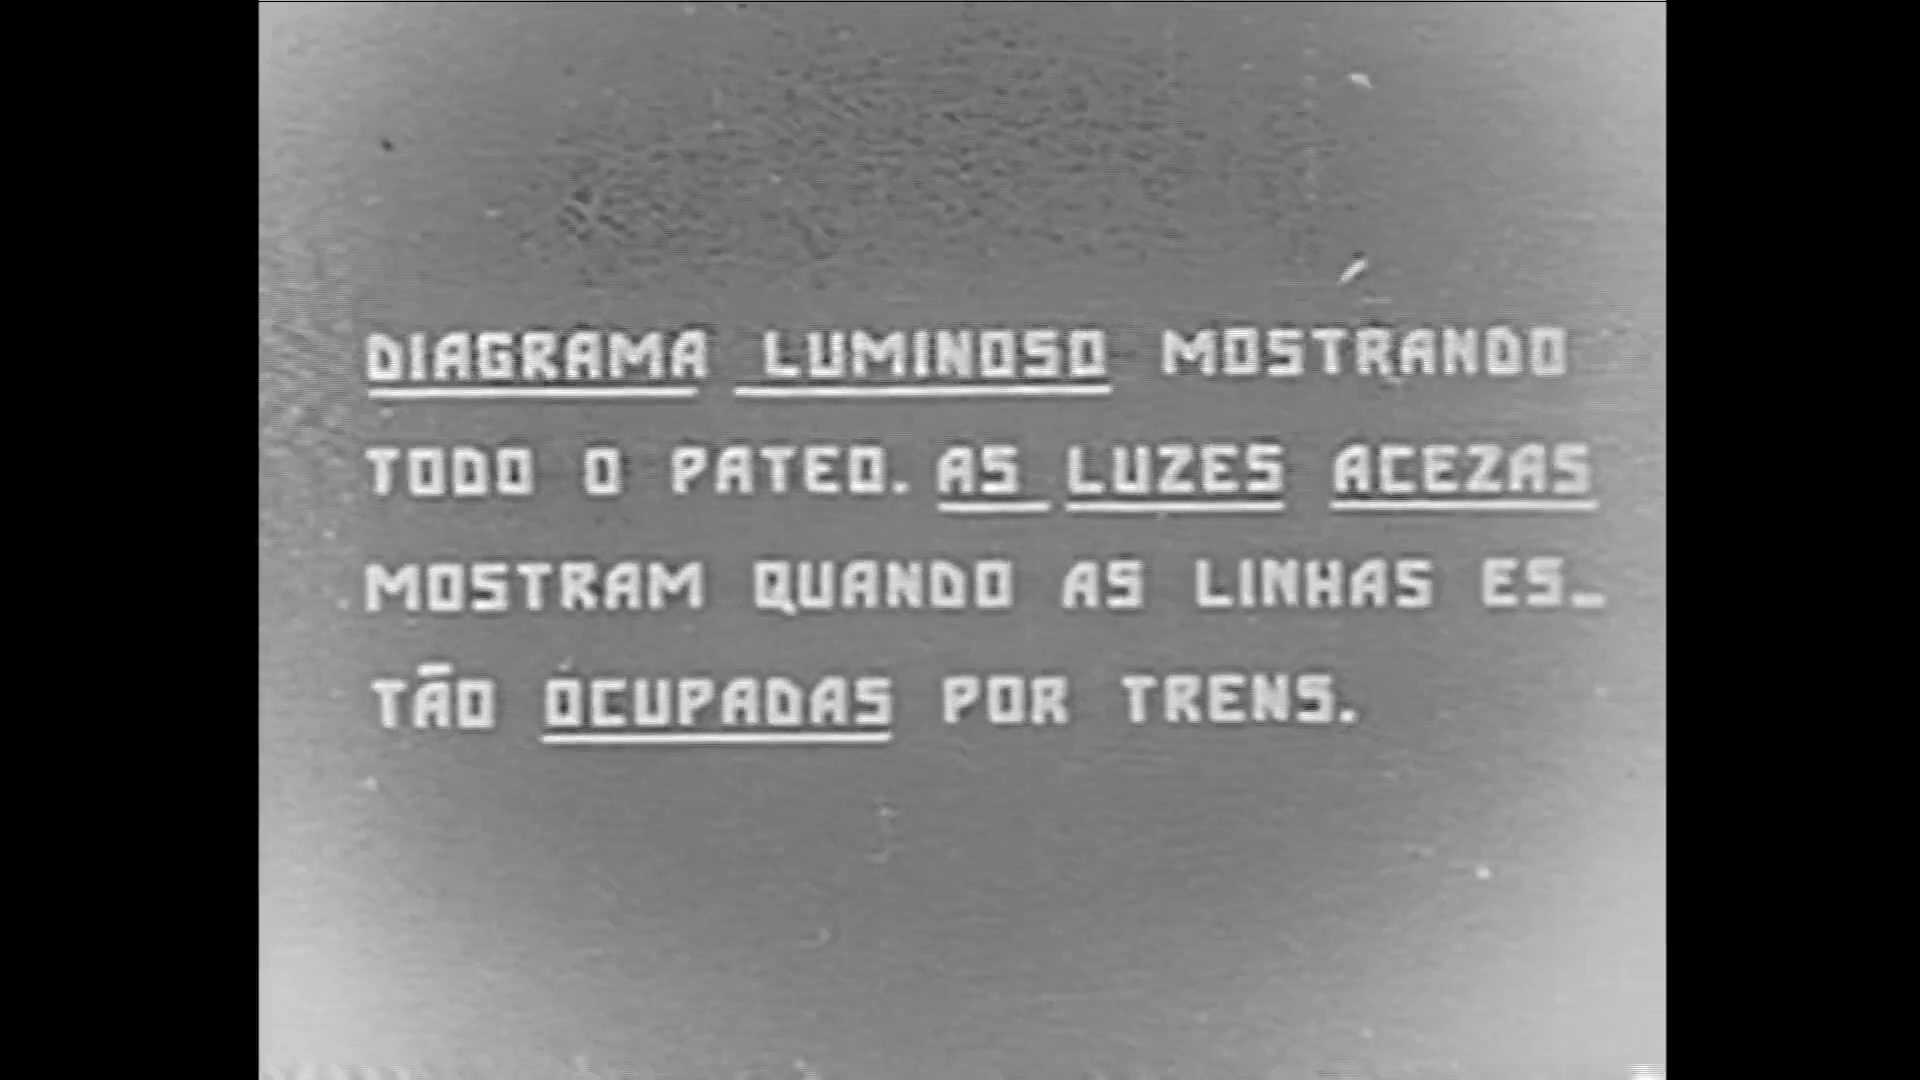 DIAGRAMA LUMINOSO MOSTRANDO
TODO O PATEO. AS LUZES ACEZAS
MOSTRAM QUANDO AS LINHAS ES_
TÃO OCUPADAS POR TRENS.